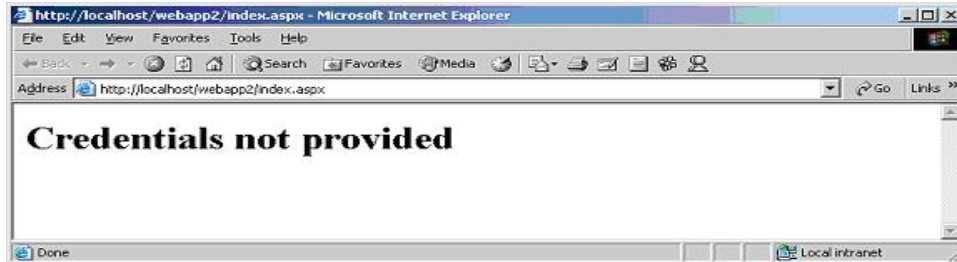 http://localhost/webapp2/index.aspx - Microsoft Internet Explorer
File Edit View Favorites Tools Help
Back Search Favorites Media
Address http://localhost/webapp2/index.aspx Go Links »
Credentials not provided
Done Local intranet